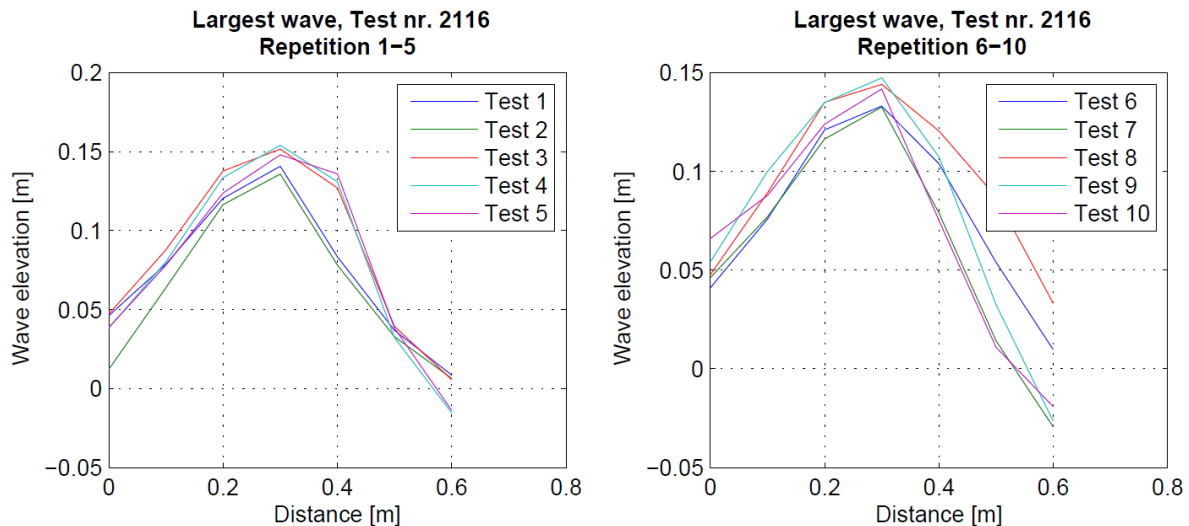 Largest wave, Test nr. 2116
Repetition 1−5
0.2
0.15
0.1
0.05
0
−0.05
Wave elevation [m]
0
0.2
0.4
0.6
0.8
Distance [m]
Test 1
Test 2
Test 3
Test 4
Test 5
Largest wave, Test nr. 2116
Repetition 6−10
0.15
0.1
0.05
0
−0.05
Wave elevation [m]
0
0.2
0.4
0.6
0.8
Distance [m]
Test 6
Test 7
Test 8
Test 9
Test 10